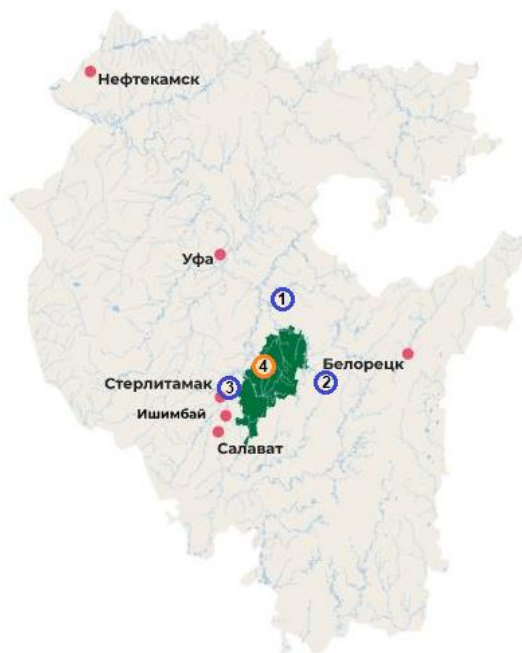 Нефтекамск
Уфа
1
4
Белорецк
2
Стерлитамак
3
Ишимбай
Салават